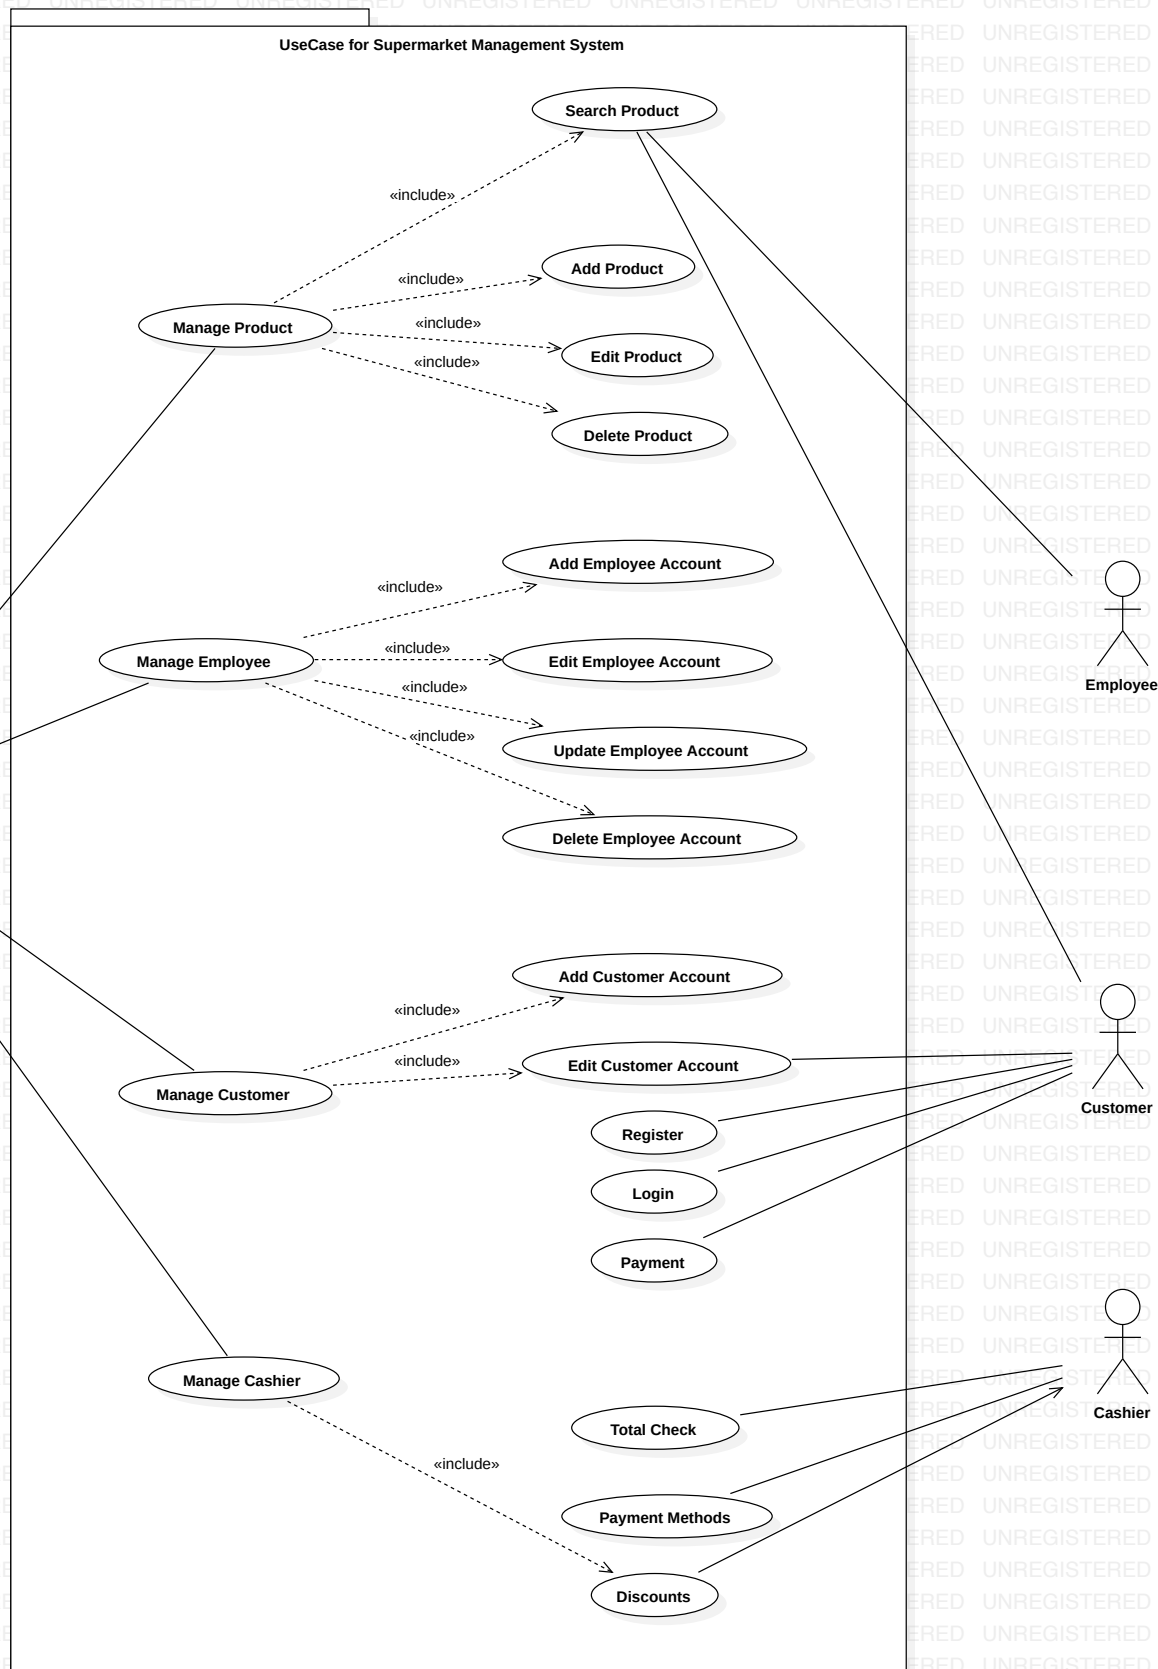 UseCase for Supermarket Management System
Search Product
«include»
Add Product
«include»
Manage Product
«include»
Edit Product
«include»
Delete Product
Add Employee Account
«include»
Employee
Manage Employee
«include»
Edit Employee Account
«include»
«include»
Update Employee Account
Delete Employee Account
Add Customer Account
«include»
«include»
Edit Customer Account
Manage Customer
Customer
Register
Login
Payment
Manage Cashier
Cashier
Total Check
«include»
Payment Methods
Discounts
UNREGISTERED